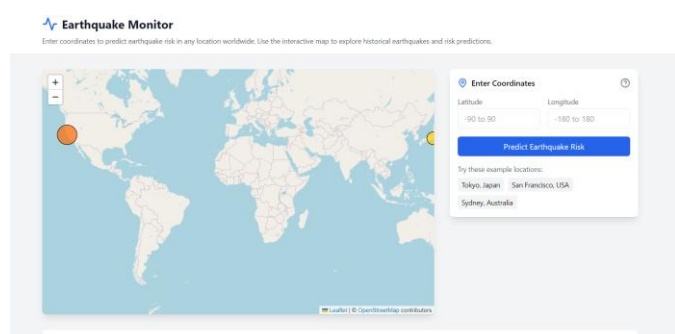 Earthquake Monitor
Enter coordinates to predict earthquake risk in any location worldwide. Use the interactive map to explore historical earthquakes and risk predictions.
+
−
Leaflet | © OpenStreetMap contributors
Enter Coordinates
?
Latitude Longitude
-90 to 90 -180 to 180
Predict Earthquake Risk
Try these example locations:
Tokyo, Japan San Francisco, USA
Sydney, Australia